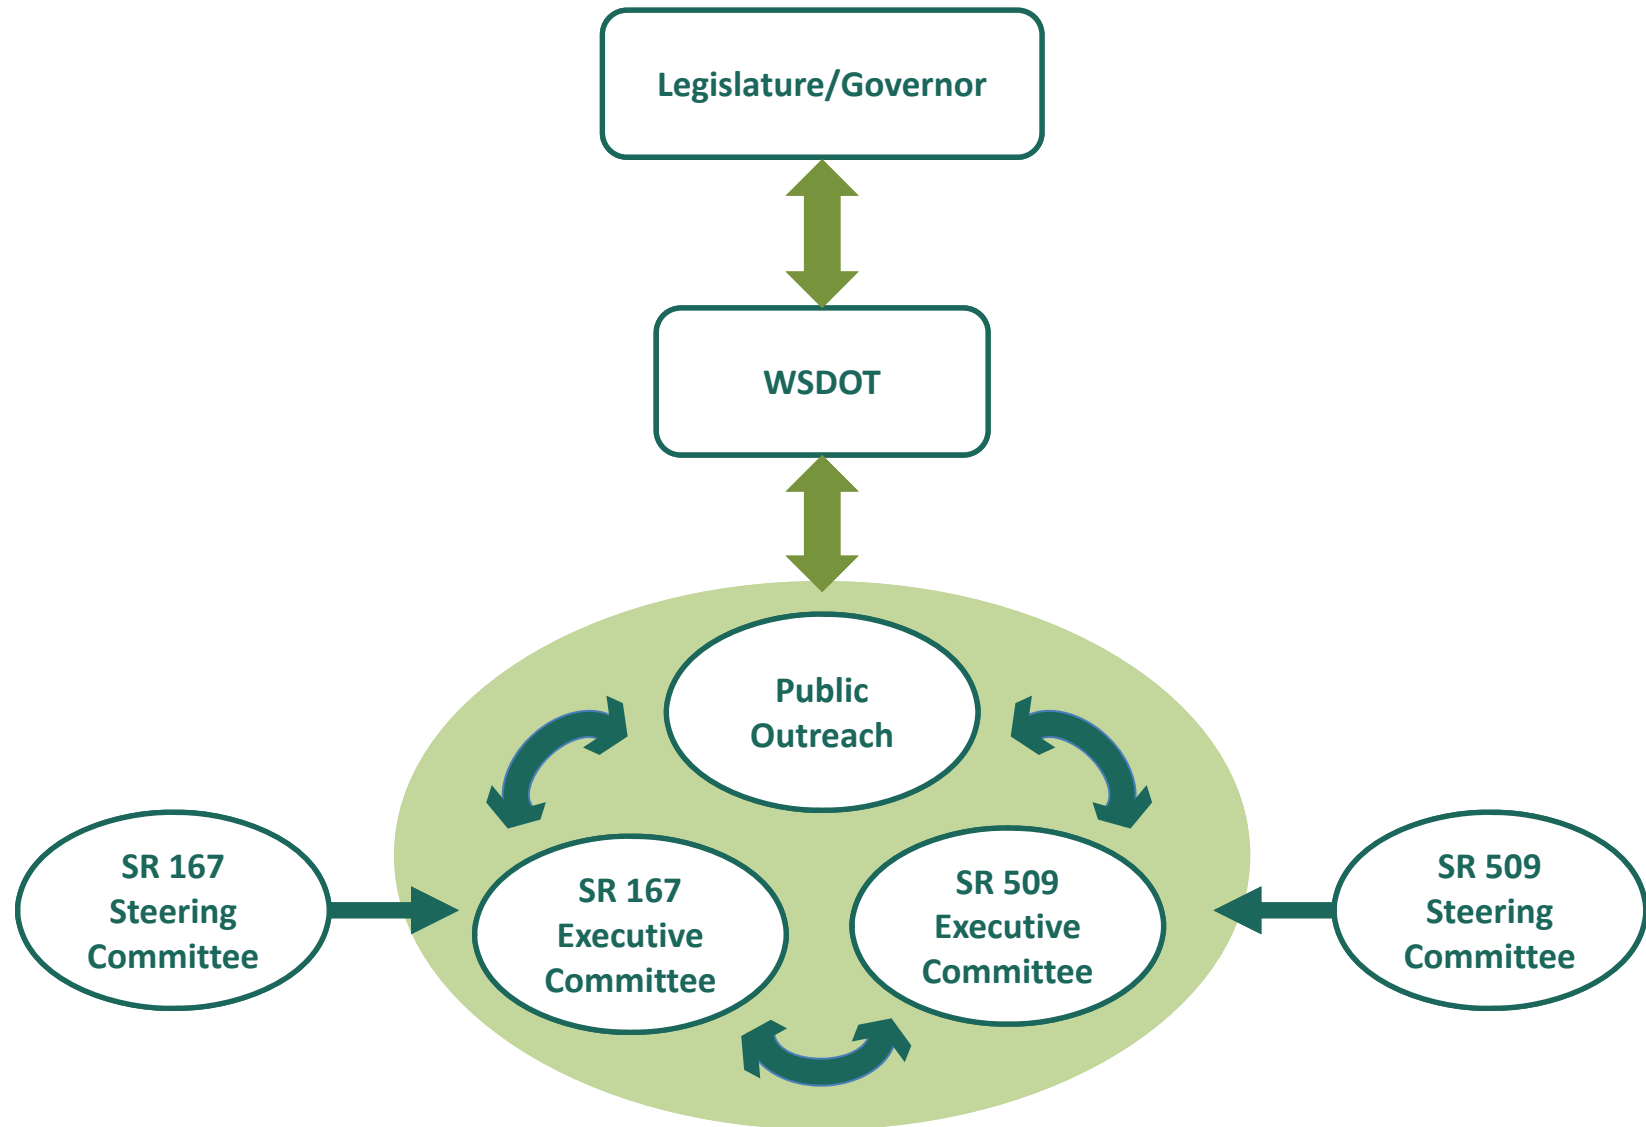 Legislature/Governor
WSDOT
Public
Outreach
SR 167
Steering
Committee
SR 167
Executive
Committee
SR 509
Executive
Committee
SR 509
Steering
Committee